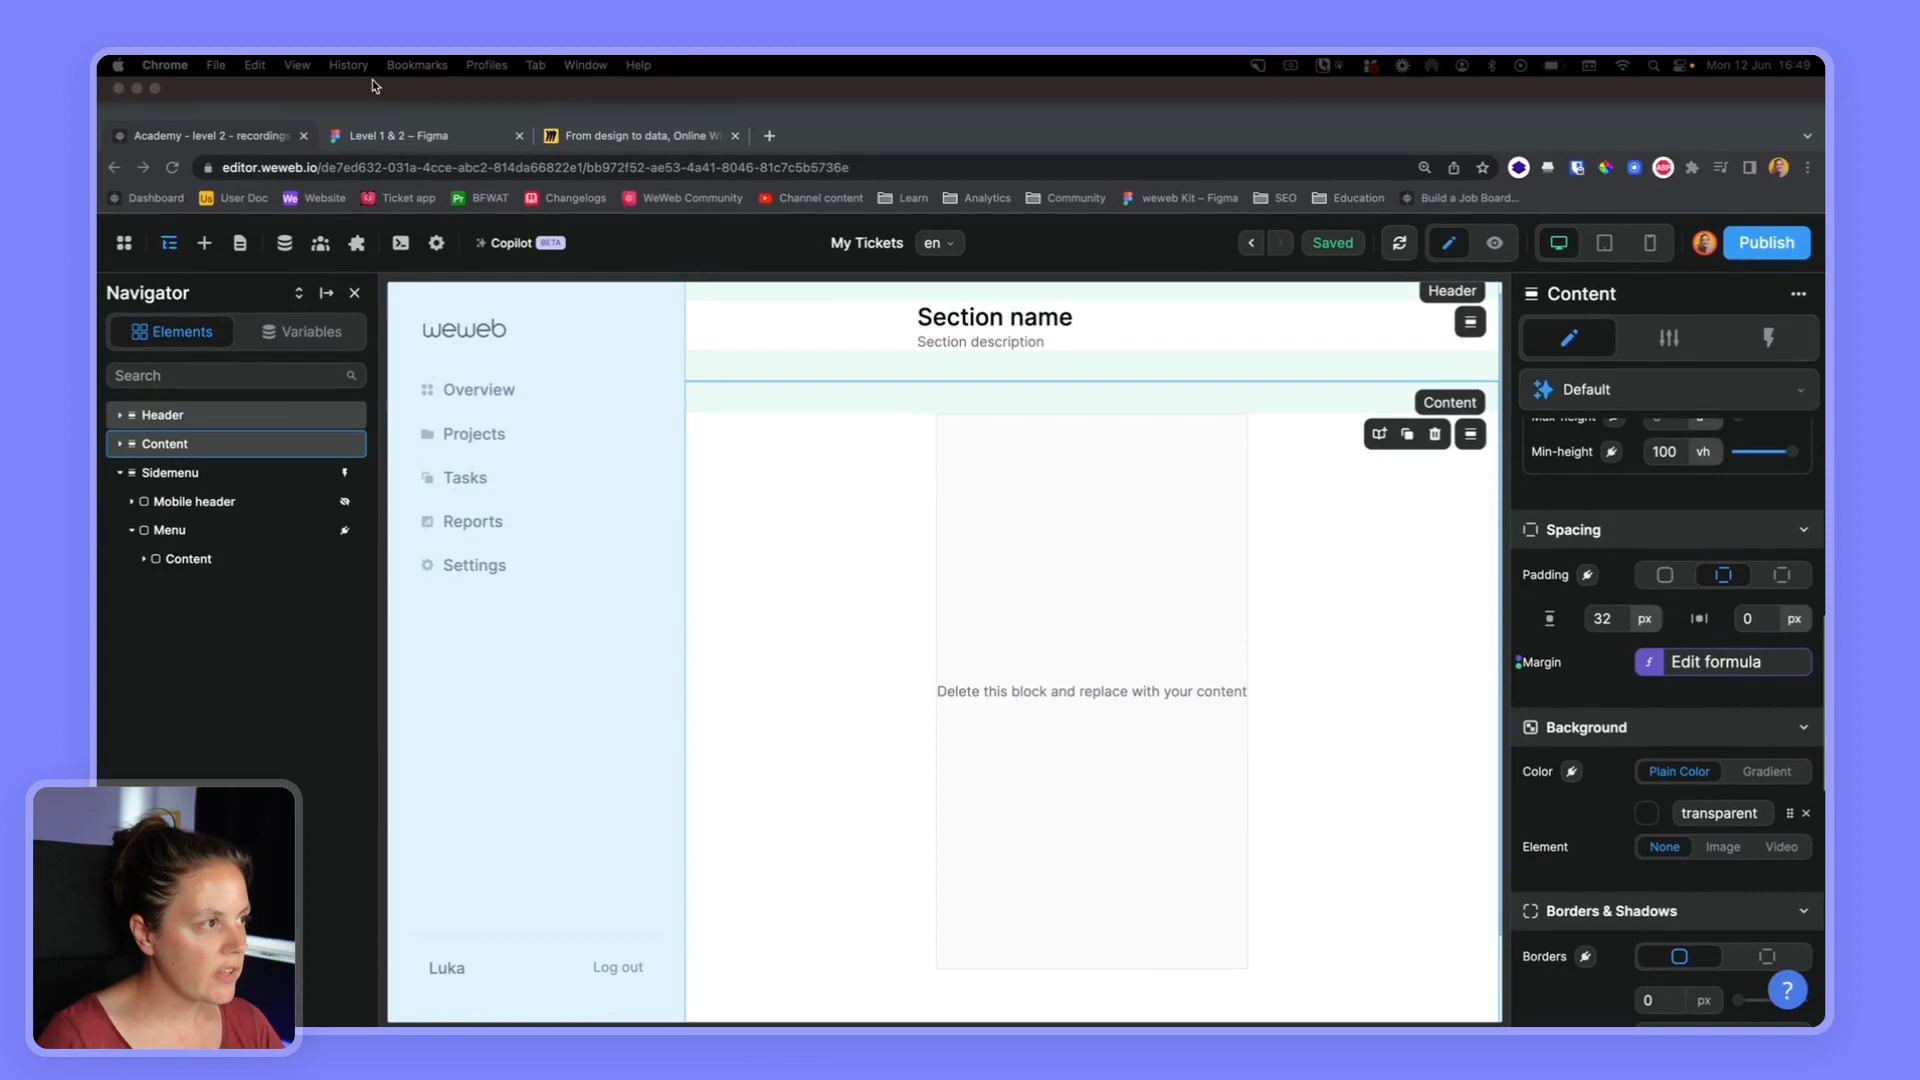 Chrome File Edit View History Bookmarks Profiles Tab Window Help Mon 12 Jun 16:49
Academy - level 2 - recordings Level 1 & 2 – Figma From design to data, Online Wh
editor.weweb.io/de7ed632-031a-4cce-abc2-814da66822e1/bb972f52-ae53-4a41-8046-81c7c5b5736e ABP
Dashboard Us User Doc We Website Ticket app Pr BFWAT Changelogs WeWeb Community Channel content Learn Analytics Community weweb Kit – Figma SEO Education Build a Job Board...
Copilot BETA My Tickets en Saved Publish
Navigator
Elements Variables
Search
Header
Content
Sidemenu
Mobile header
Menu
Content
weweb
Overview
Projects
Tasks
Reports
Settings
Luka Log out
Header
Section name
Section description
Content
Delete this block and replace with your content
Content
Default
Min-height 100 vh
Spacing
Padding
32 px 0 px
Margin f Edit formula
Background
Color Plain Color Gradient
transparent
Element None Image Video
Borders & Shadows
Borders
0 px
?